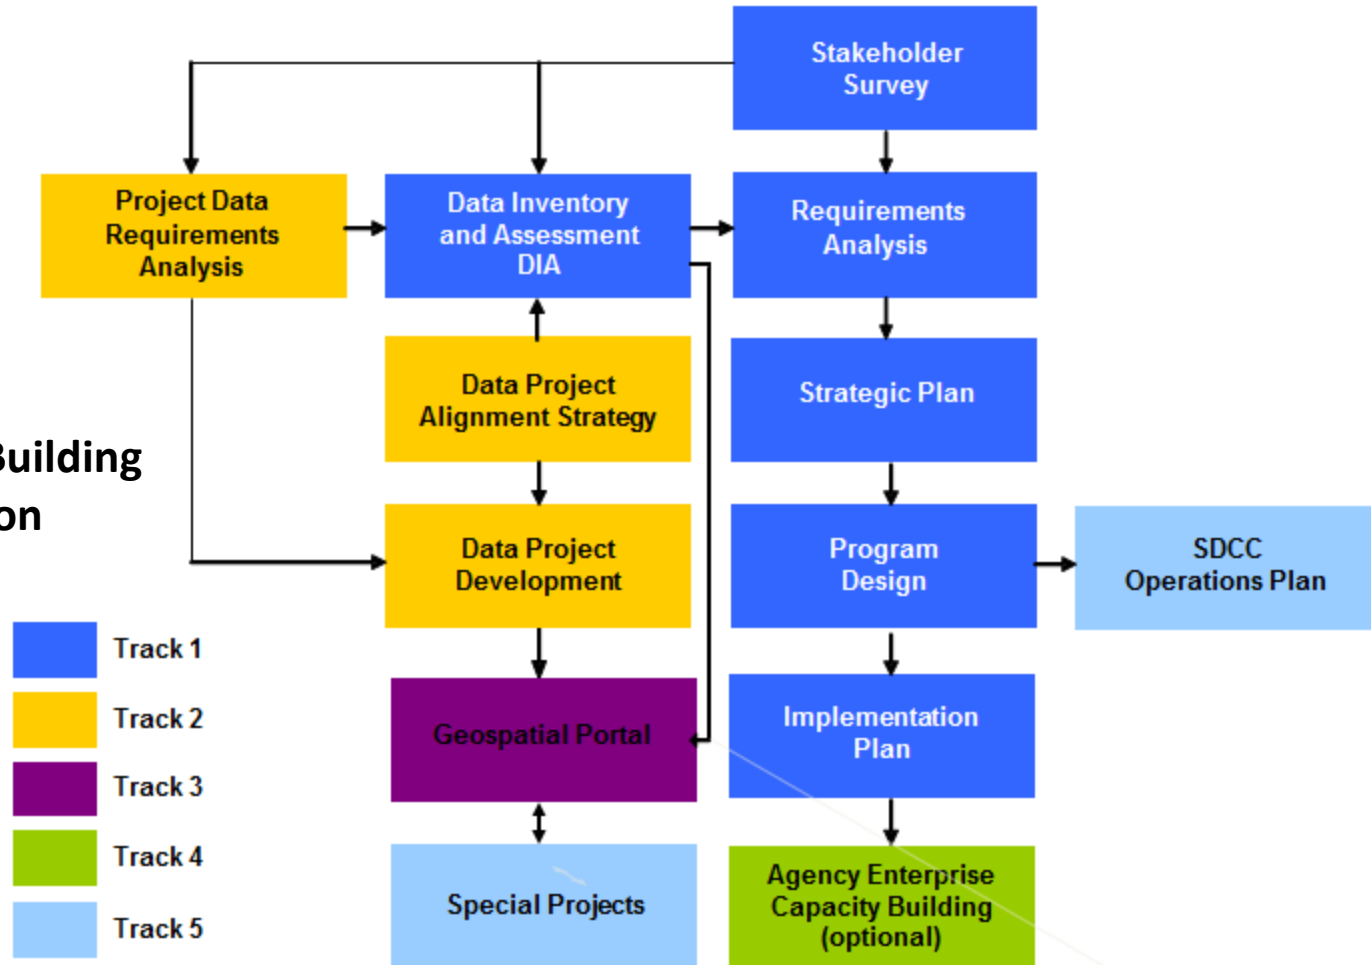 Stakeholder
Survey
Project Data
Requirements
Analysis
Data Inventory
and Assessment
DIA
Requirements
Analysis
Data Project
Alignment Strategy
Strategic Plan
Building
on
Data Project
Development
Program
Design
SDCC
Operations Plan
Track 1
Track 2
Track 3
Track 4
Track 5
Geospatial Portal
Implementation
Plan
Special Projects
Agency Enterprise
Capacity Building
(optional)